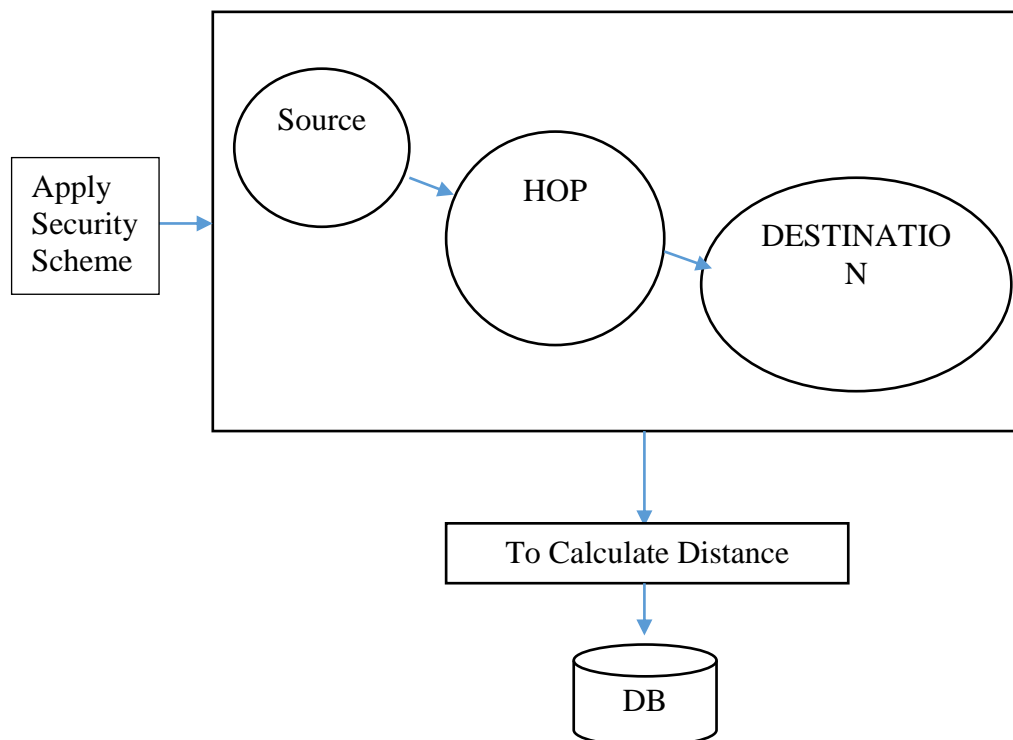 Source
HOP
Apply
Security
Scheme
DESTINATIO
N
To Calculate Distance
DB